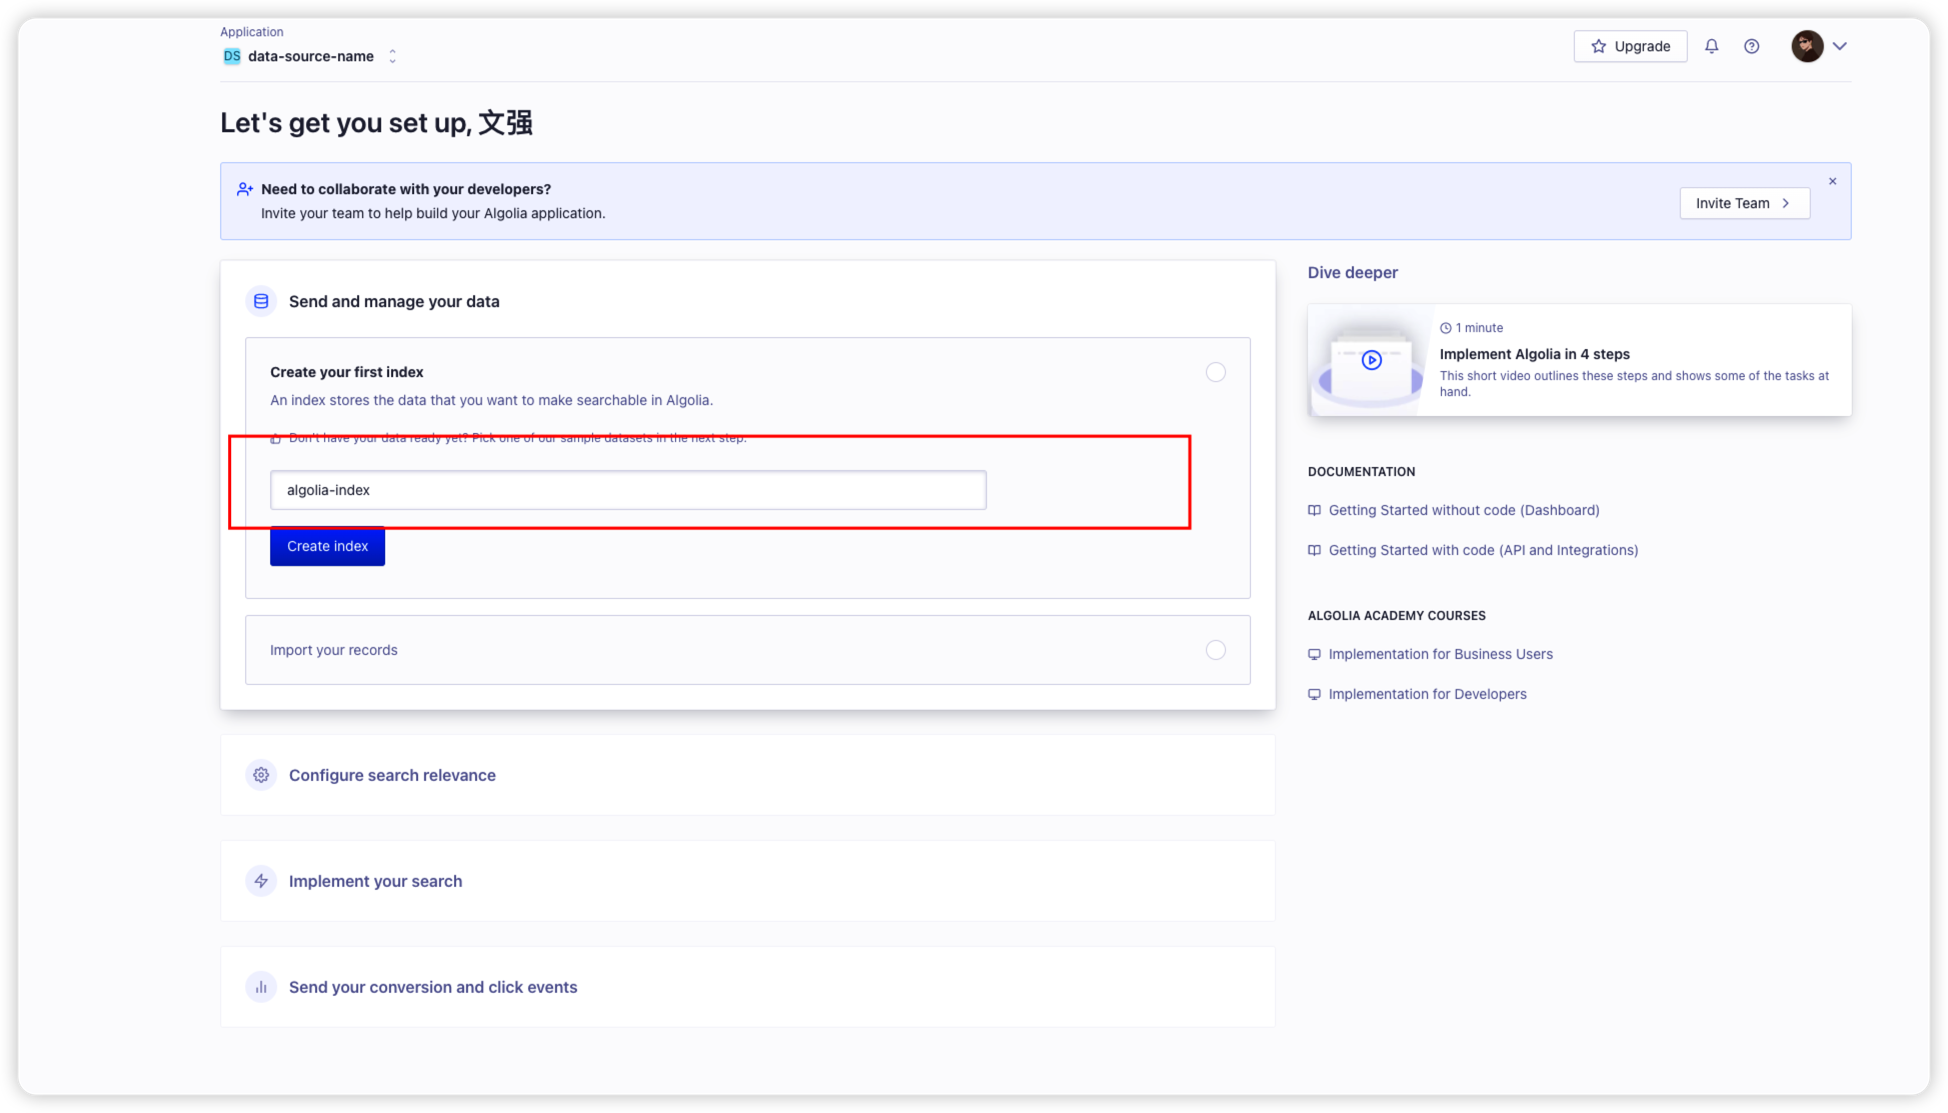 Application
DS data-source-name
Upgrade
Let's get you set up, 文强
Need to collaborate with your developers?
Invite your team to help build your Algolia application.
Invite Team
Send and manage your data
Create your first index
An index stores the data that you want to make searchable in Algolia.
Don't have your data ready yet? Pick one of our sample datasets in the next step.
algolia-index
Create index
Import your records
Configure search relevance
Implement your search
Send your conversion and click events
Dive deeper
1 minute
Implement Algolia in 4 steps
This short video outlines these steps and shows some of the tasks at
hand.
DOCUMENTATION
Getting Started without code (Dashboard)
Getting Started with code (API and Integrations)
ALGOLIA ACADEMY COURSES
Implementation for Business Users
Implementation for Developers